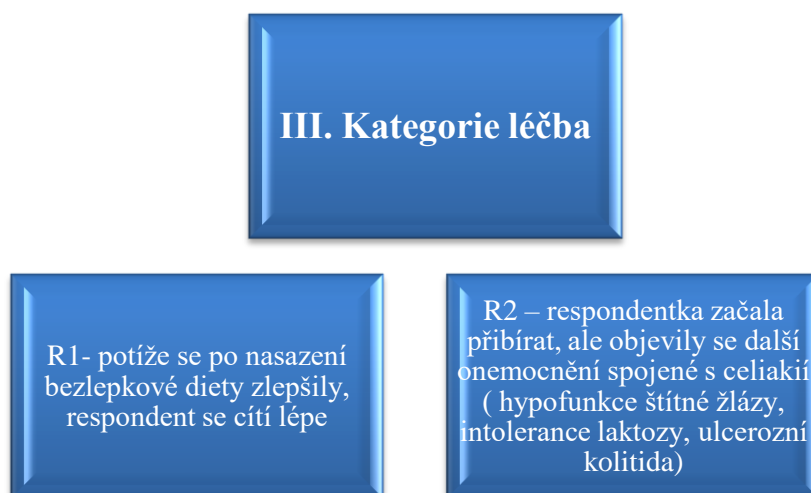 III. Kategorie léčba
R1- potíže se po nasazení
bezlepkové diety zlepšily,
respondent se cítí lépe
R2 – respondentka začala
přibírat, ale objevily se další
onemocnění spojené s celiakií
( hypofunkce štítné žlázy,
intolerance laktozy, ulcerozní
kolitida)